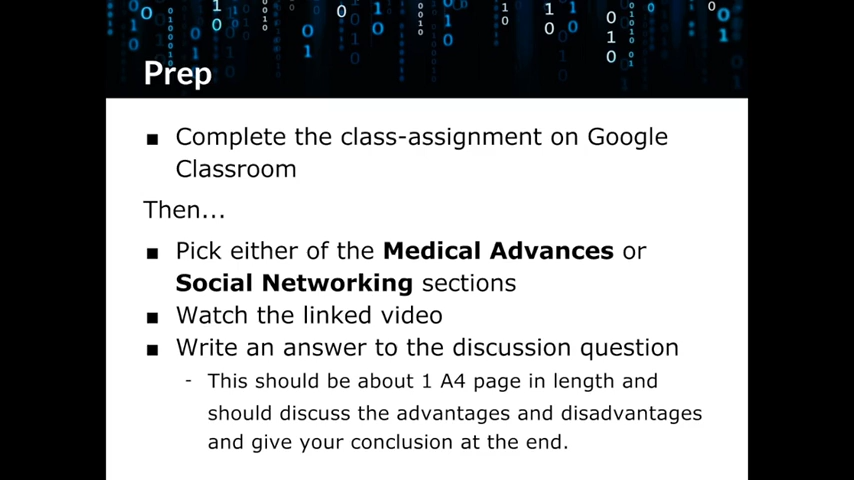 Prep
■ Complete the class-assignment on Google
Classroom
Then...
■ Pick either of the Medical Advances or
Social Networking sections
■ Watch the linked video
■ Write an answer to the discussion question
- This should be about 1 A4 page in length and
should discuss the advantages and disadvantages
and give your conclusion at the end.